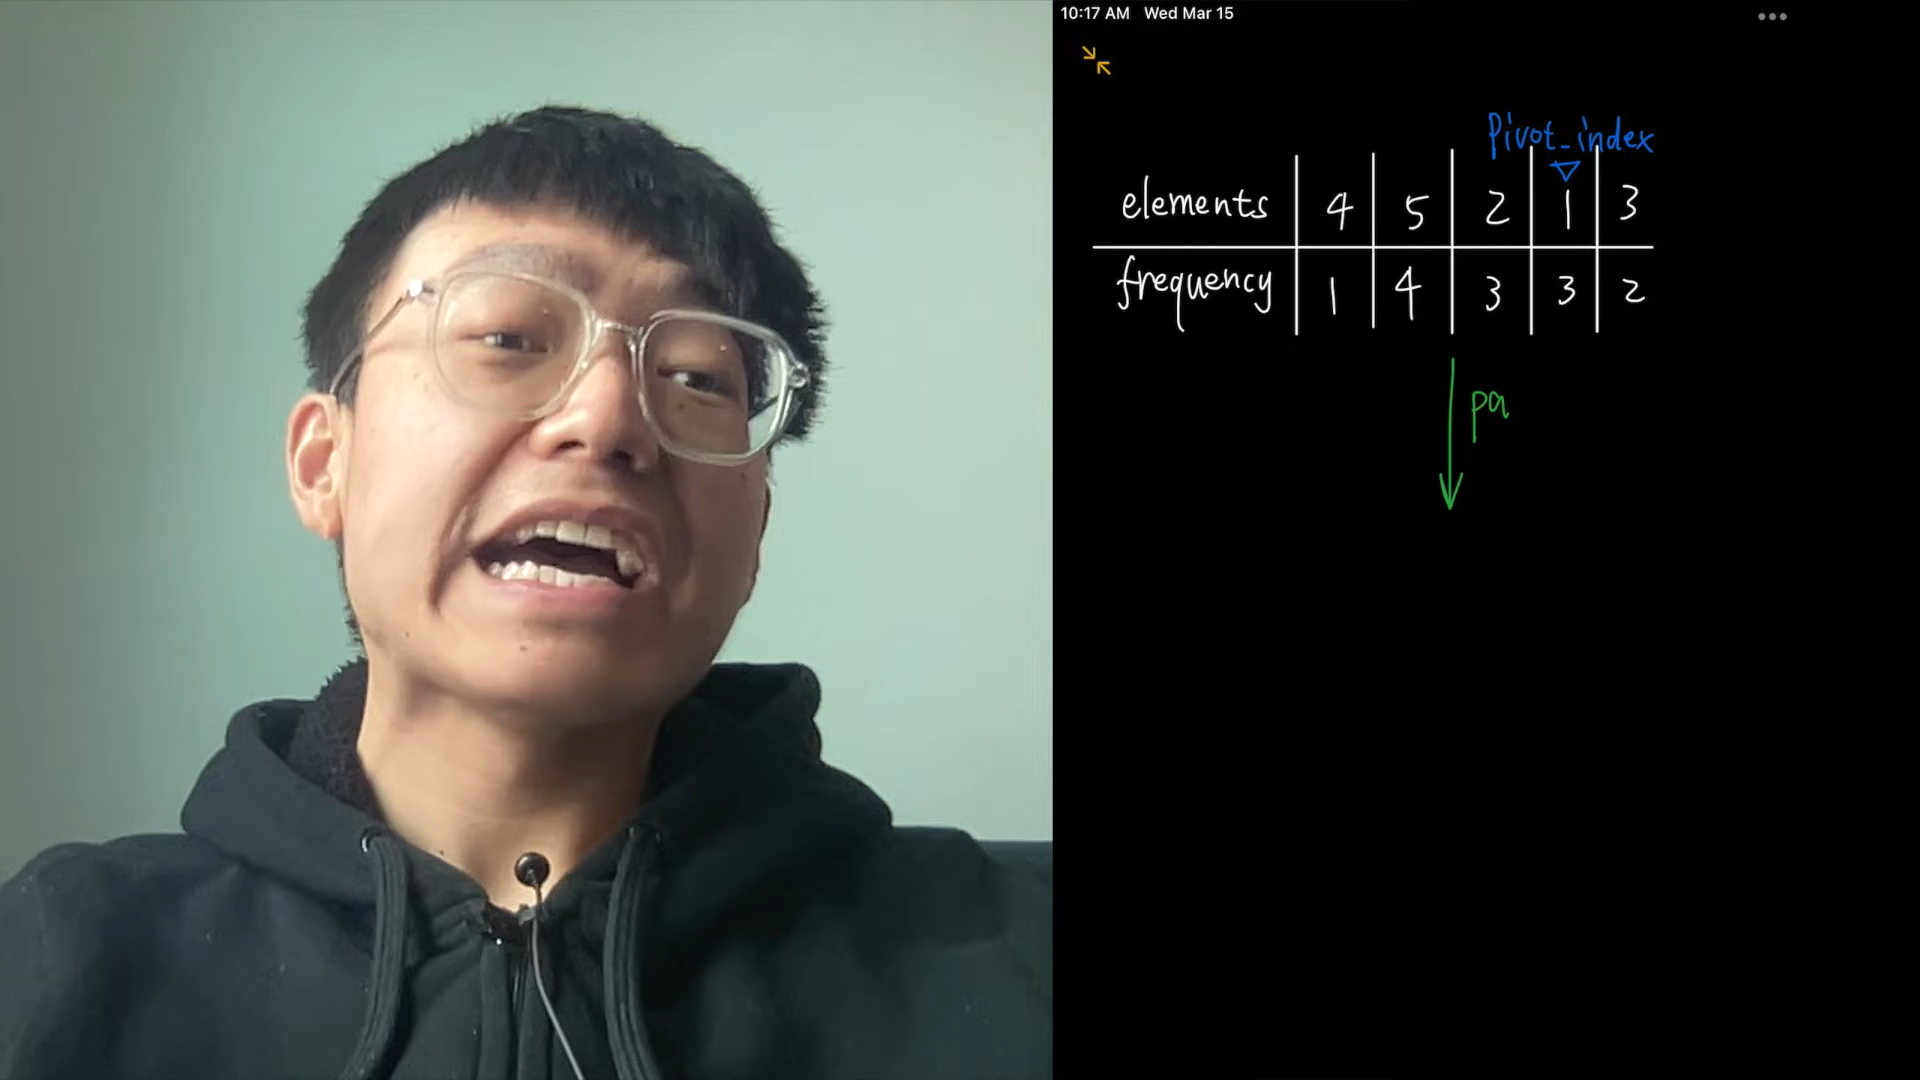 10:17 AM Wed Mar 15
Pivot_index
elements 4 5 2 1 3
frequency 1 4 3 3 2
pa